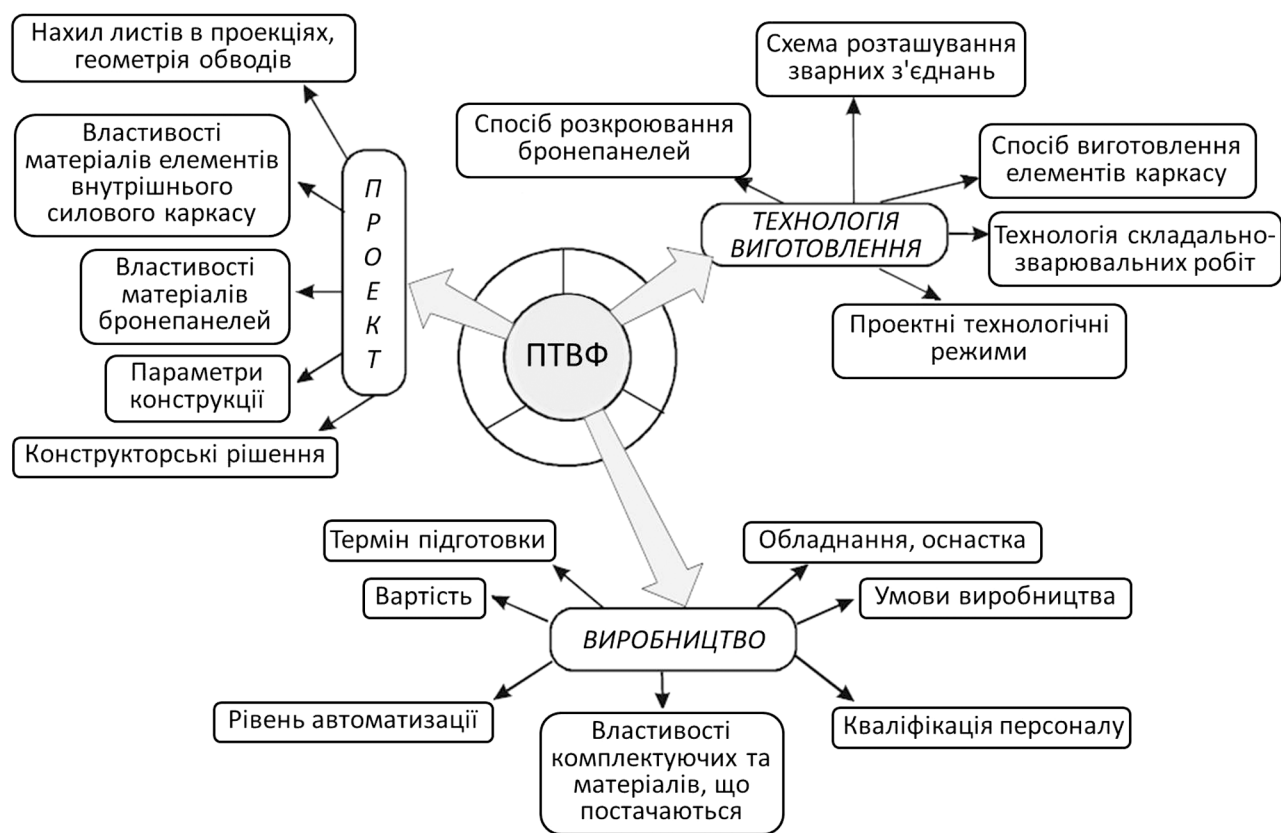 Нахил листів в проекціях,
геометрія обводів
Властивості
матеріалів елементів
внутрішнього
силового каркасу
Властивості
матеріалів
бронепанелей
Параметри
конструкції
Конструкторські рішення
П
Р
О
Е
К
Т
ПТВФ
Схема розташування
зварних з'єднань
Спосіб розкроювання
бронепанелей
Спосіб виготовлення
елементів каркасу
ТЕХНОЛОГІЯ
ВИГОТОВЛЕННЯ
Технологія складально-
зварювальних робіт
Проектні технологічні
режими
Термін підготовки
Вартість
Рівень автоматизації
ВИРОБНИЦТВО
Обладнання, оснастка
Умови виробництва
Кваліфікація персоналу
Властивості
комплектуючих та
матеріалів, що
постачаються